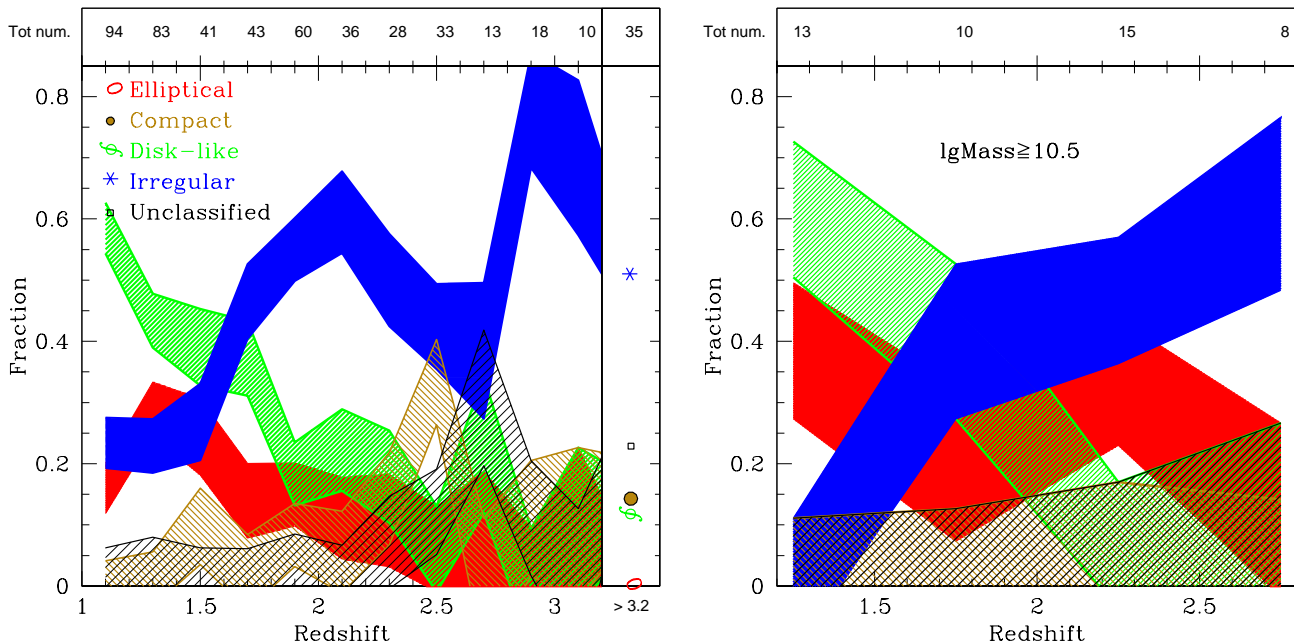 Tot num. 94 83 41 43 60 36 28 33 13 18 10 35
0.8
0.6
0.4
0.2
0
Fraction
Elliptical
Compact
Disk-like
Irregular
Unclassified
1 1.5 2 2.5 3 >3.2
Redshift
Tot num. 13 10 15 8
0.8
0.6
0.4
0.2
0
Fraction
lgMass≧10.5
1.5 2 2.5
Redshift